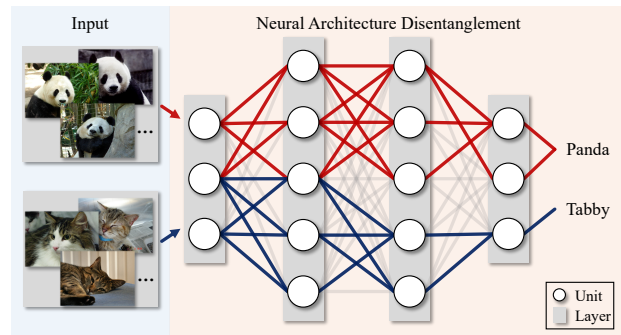 Input
Neural Architecture Disentanglement
...
...
Panda
Tabby
Unit
Layer